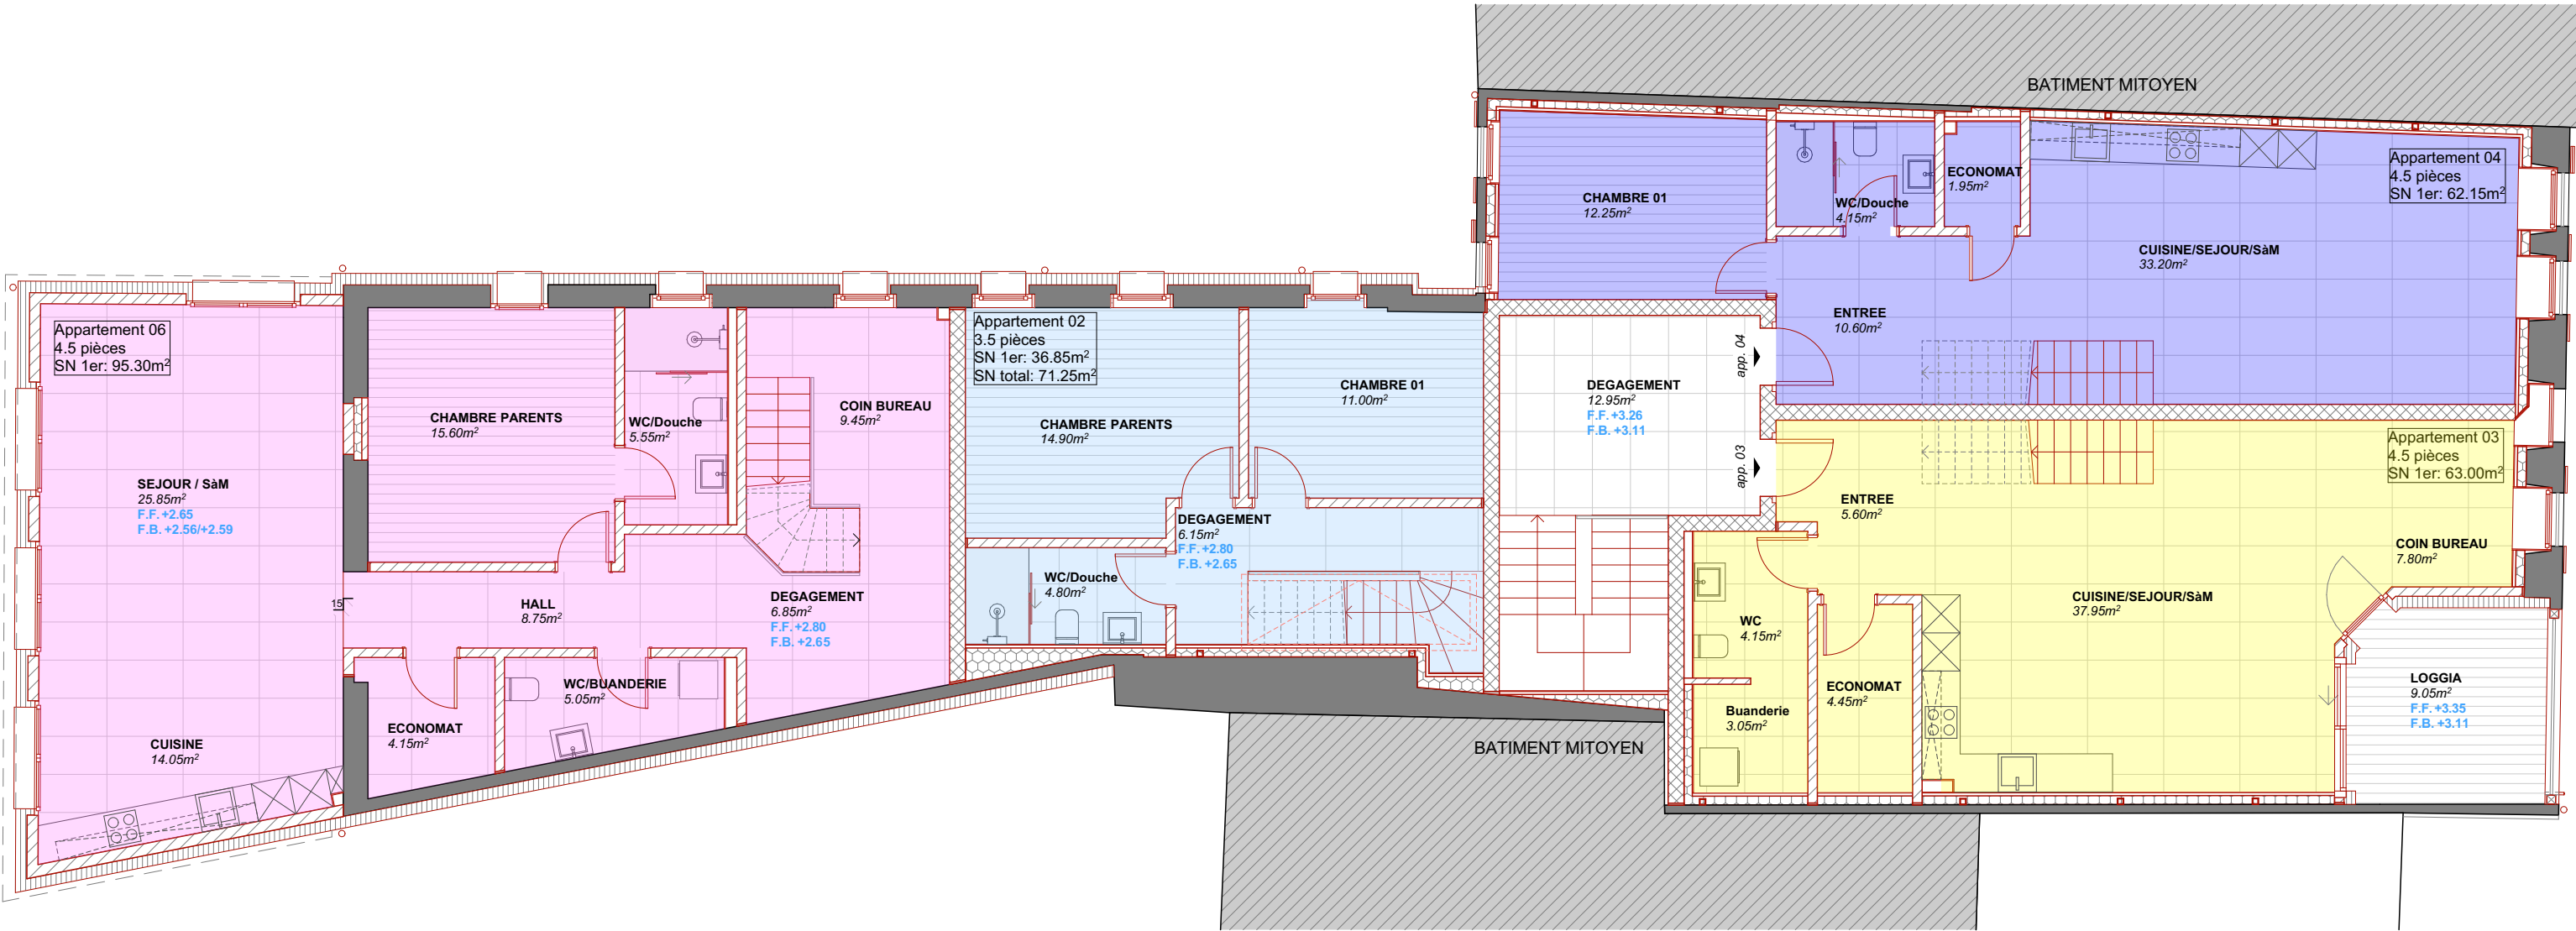 BATIMENT MITOYEN
Appartement 04
4.5 pièces
SN 1er: 62.15m²
CHAMBRE 01
12.25m²
WC/Douche
4.15m²
ECONOMAT
1.95m²
CUISINE/SEJOUR/SàM
33.20m²
ENTREE
10.60m²
Appartement 06
4.5 pièces
SN 1er: 95.30m²
CHAMBRE PARENTS
15.60m²
WC/Douche
5.55m²
COIN BUREAU
9.45m²
SEJOUR / SàM
25.85m²
F.F. +2.65
F.B. +2.56/+2.59
HALL
8.75m²
15
DEGAGEMENT
6.85m²
F.F. +2.80
F.B. +2.65
WC/BUANDERIE
5.05m²
ECONOMAT
4.15m²
CUISINE
14.05m²
Appartement 02
3.5 pièces
SN 1er: 36.85m²
SN total: 71.25m²
CHAMBRE PARENTS
14.90m²
CHAMBRE 01
11.00m²
DEGAGEMENT
6.15m²
F.F. +2.80
F.B. +2.65
WC/Douche
4.80m²
DEGAGEMENT
12.95m²
F.F. +3.26
F.B. +3.11
app. 04
app. 03
Appartement 03
4.5 pièces
SN 1er: 63.00m²
ENTREE
5.60m²
COIN BUREAU
7.80m²
CUISINE/SEJOUR/SàM
37.95m²
WC
4.15m²
ECONOMAT
4.45m²
Buanderie
3.05m²
LOGGIA
9.05m²
F.F. +3.35
F.B. +3.11
BATIMENT MITOYEN